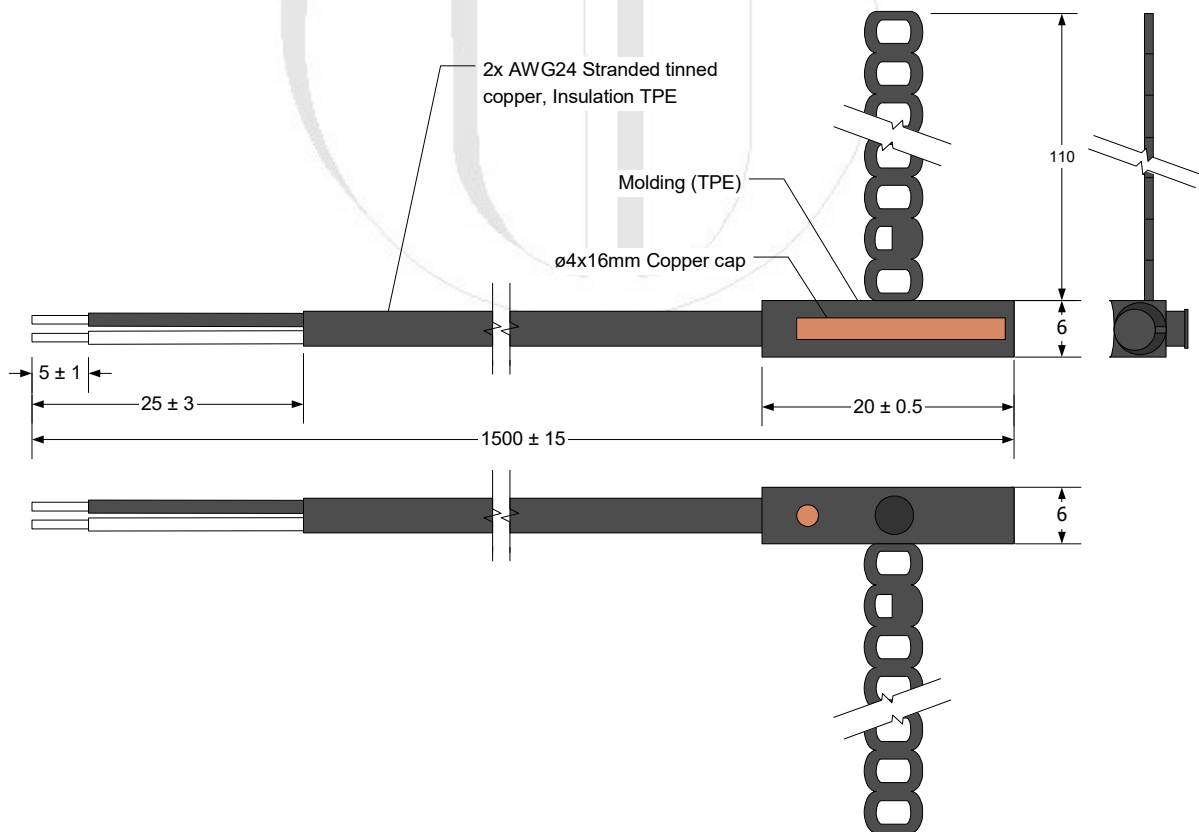 2x AWG24 Stranded tinned
copper, Insulation TPE
110
Molding (TPE)
ø4x16mm Copper cap
6
5 ± 1
25 ± 3
20 ± 0.5
1500 ± 15
6